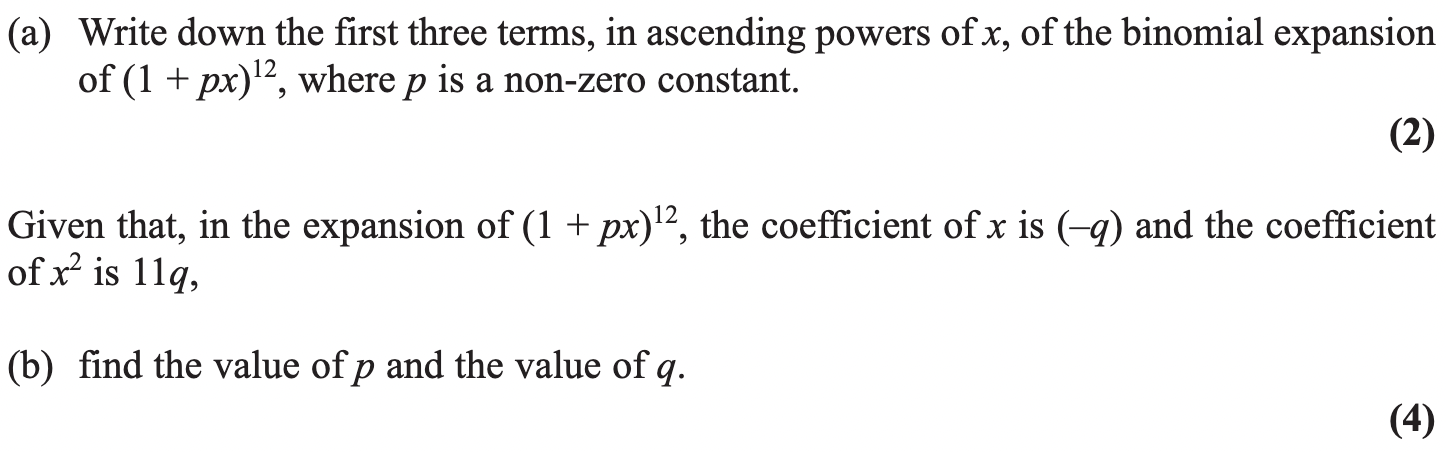 (a) Write down the first three terms, in ascending powers of x, of the binomial expansion
of (1 + px)¹², where p is a non-zero constant.
(2)
Given that, in the expansion of (1 + px)¹², the coefficient of x is (–q) and the coefficient
of x² is 11q,
(b) find the value of p and the value of q.
(4)